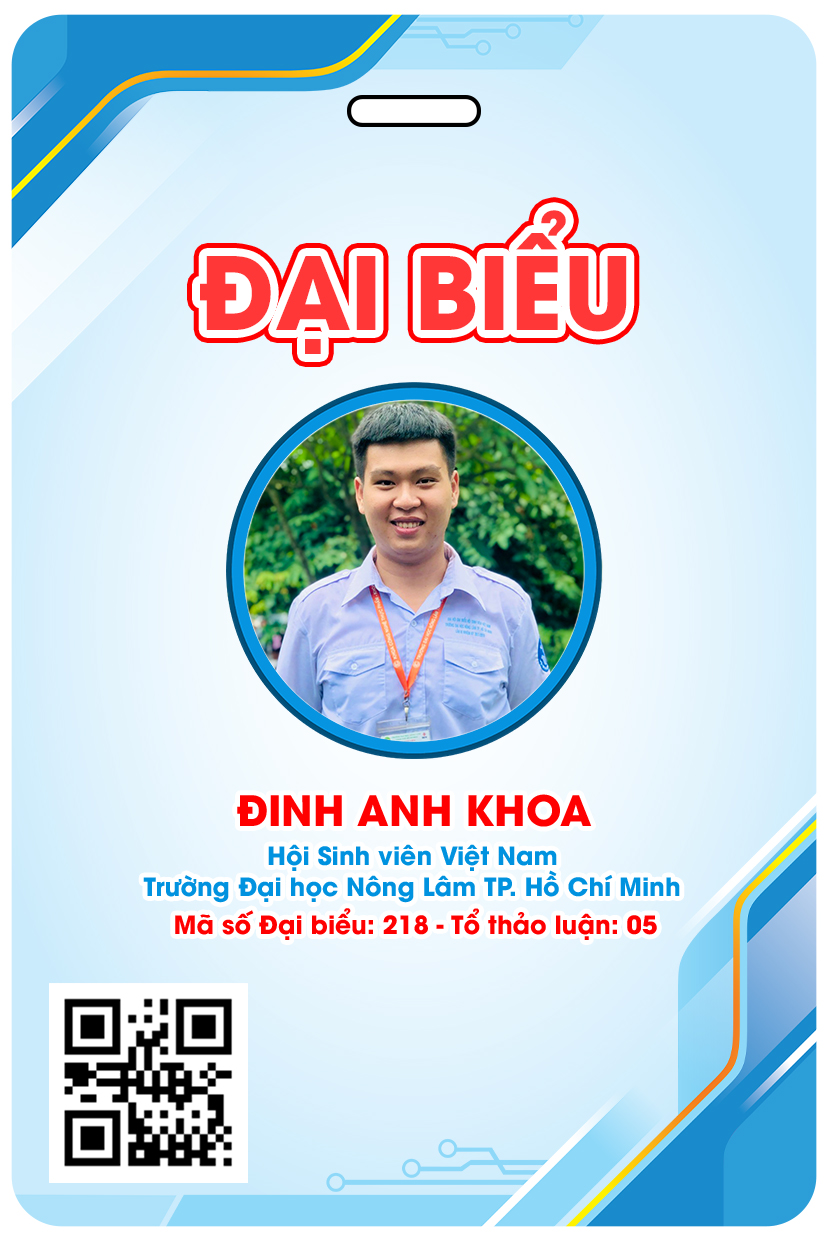 ĐẠI BIỂU
ĐINH ANH KHOA
Hội Sinh viên Việt Nam
Trường Đại học Nông Lâm TP. Hồ Chí Minh
Mã số Đại biểu: 218 - Tổ thảo luận: 05